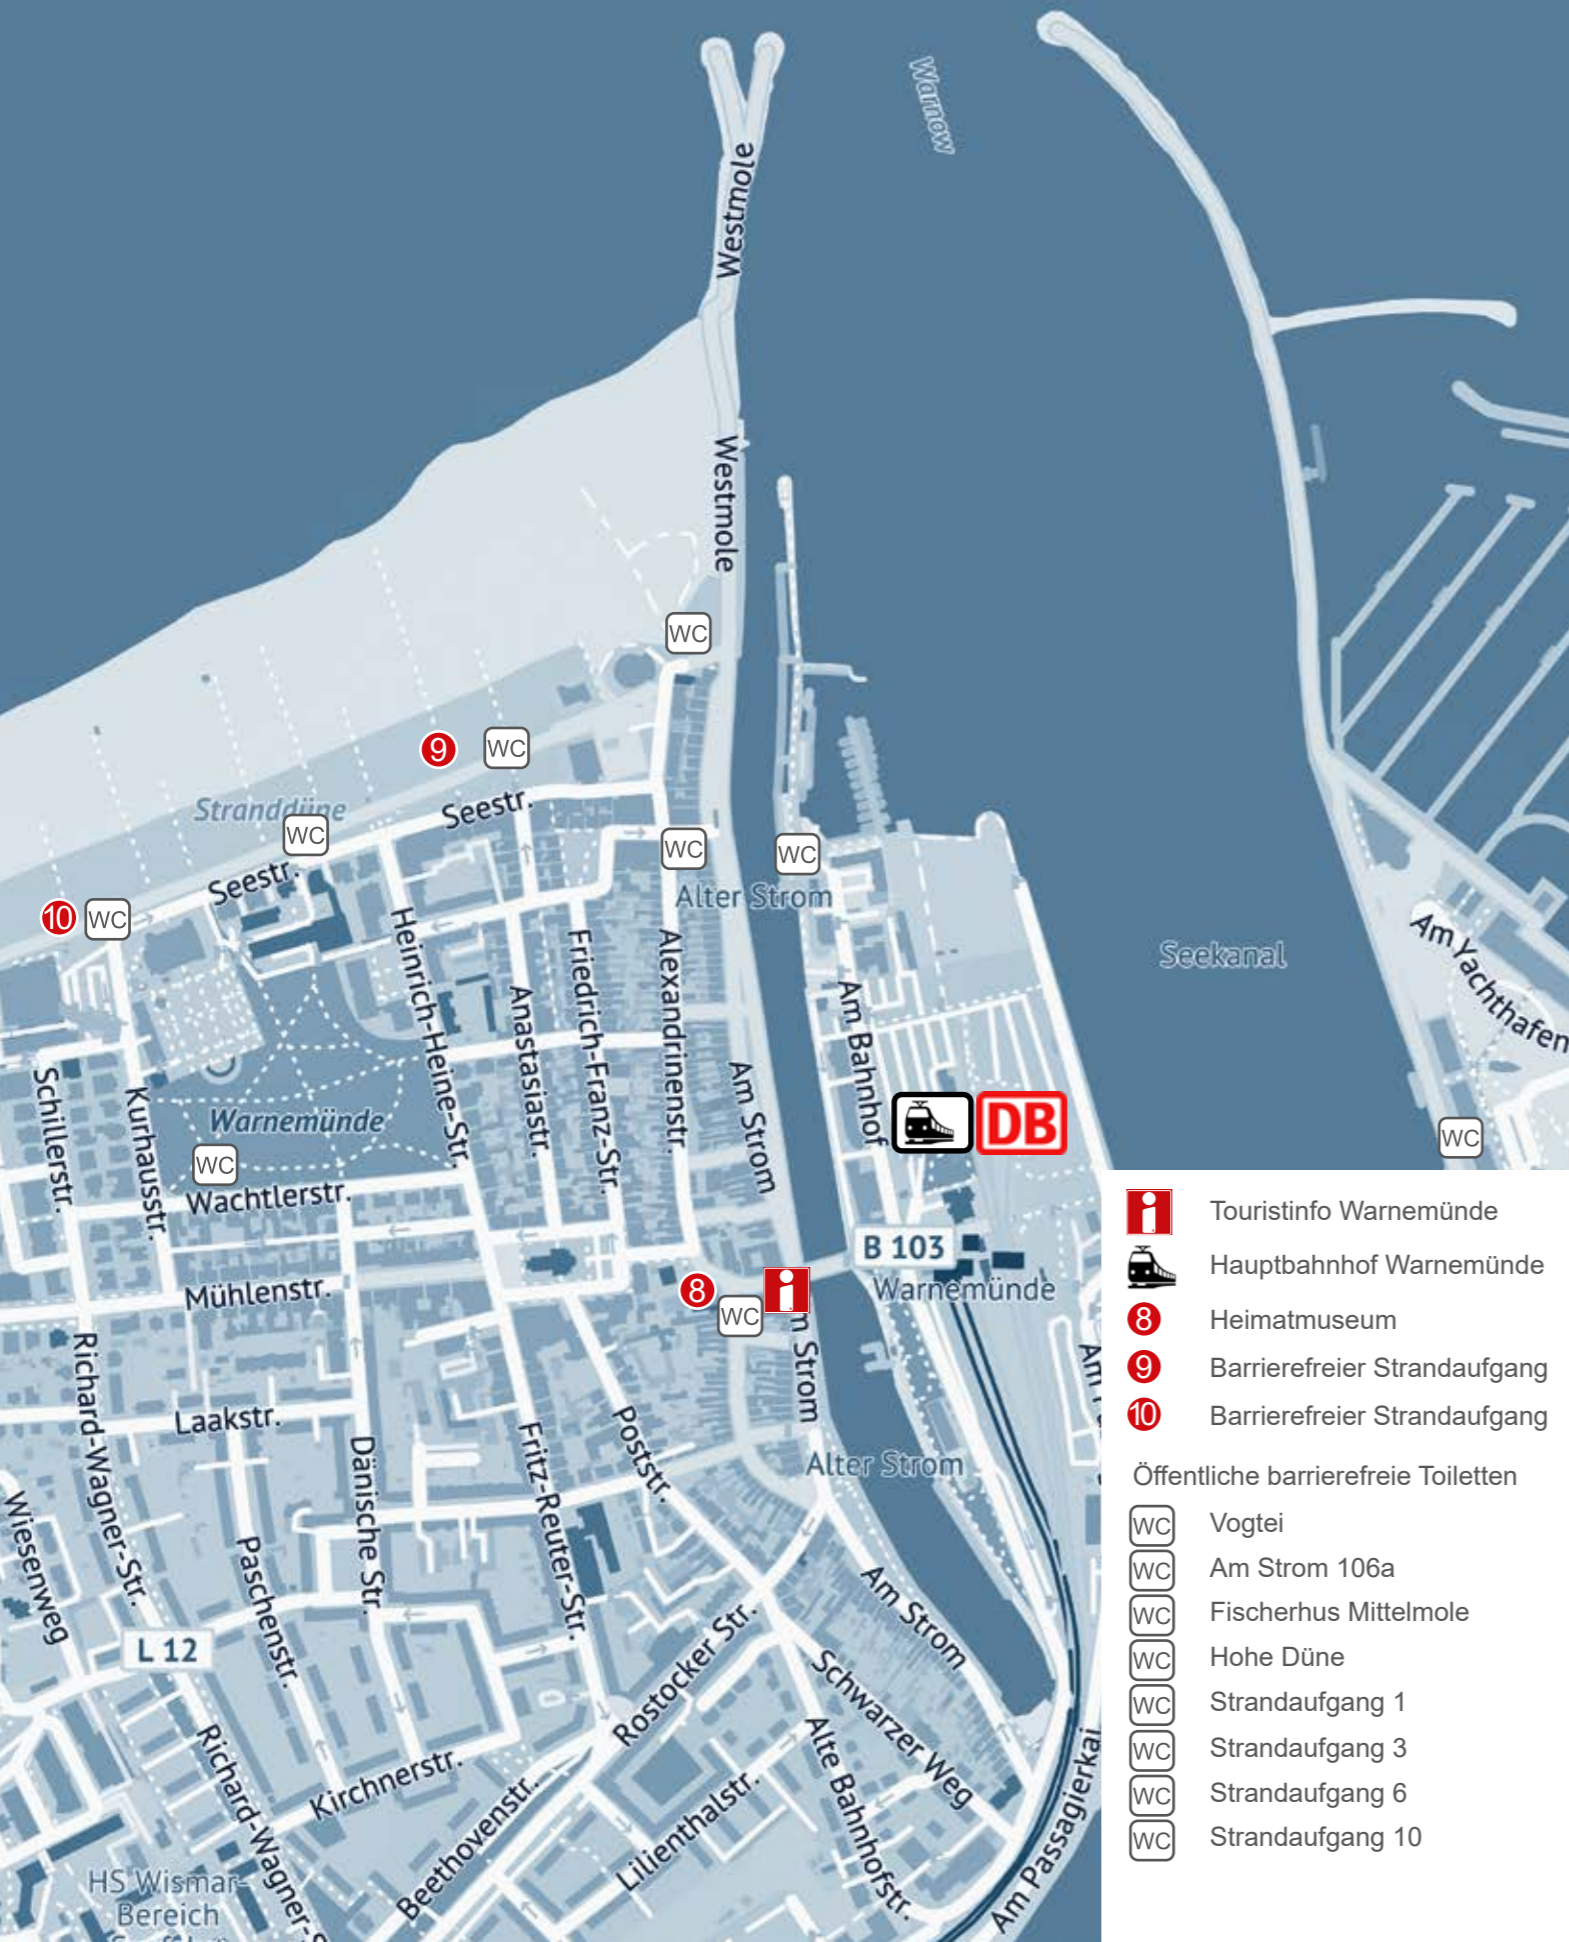 Warnow
Westmole
Westmole
WC
9
WC
Stranddüne
Seestr.
WC
Seestr.
WC
WC
Alter Strom
10
WC
Heinrich-Heine-Str.
Anastasiastr.
Friedrich-Franz-Str.
Alexandrinenstr.
Am Strom
Am Bahnhof
Seekanal
Am Yachthafen
Schillerstr.
Kurhausstr.
Warnemünde
DB
WC
WC
Wachtlerstr.
B 103
Warnemünde
Mühlenstr.
8
i
WC
m Strom
Richard-Wagner-Str.
Laakstr.
Dänische Str.
Fritz-Reuter-Str.
Poststr.
Alter Strom
Wiesenweg
Paschenstr.
Am Strom
L 12
Rostocker Str.
Schwarzer Weg
Richard-Wagner-S
Kirchnerstr.
Beethovenstr.
Lilienthalstr.
Alte Bahnhofstr.
Am Passagierkai
HS Wismar-
Bereich
Am
i Touristinfo Warnemünde
Hauptbahnhof Warnemünde
8 Heimatmuseum
9 Barrierefreier Strandaufgang
10 Barrierefreier Strandaufgang
Öffentliche barrierefreie Toiletten
WC Vogtei
WC Am Strom 106a
WC Fischerhus Mittelmole
WC Hohe Düne
WC Strandaufgang 1
WC Strandaufgang 3
WC Strandaufgang 6
WC Strandaufgang 10